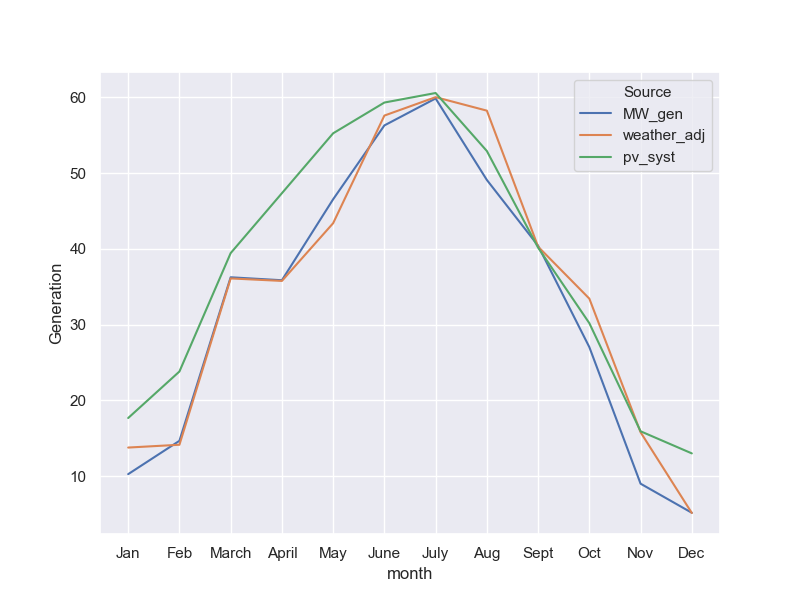 Source
MW_gen
weather_adj
pv_syst
60
50
40
30
20
10
Generation
Jan Feb March April May June July Aug Sept Oct Nov Dec
month